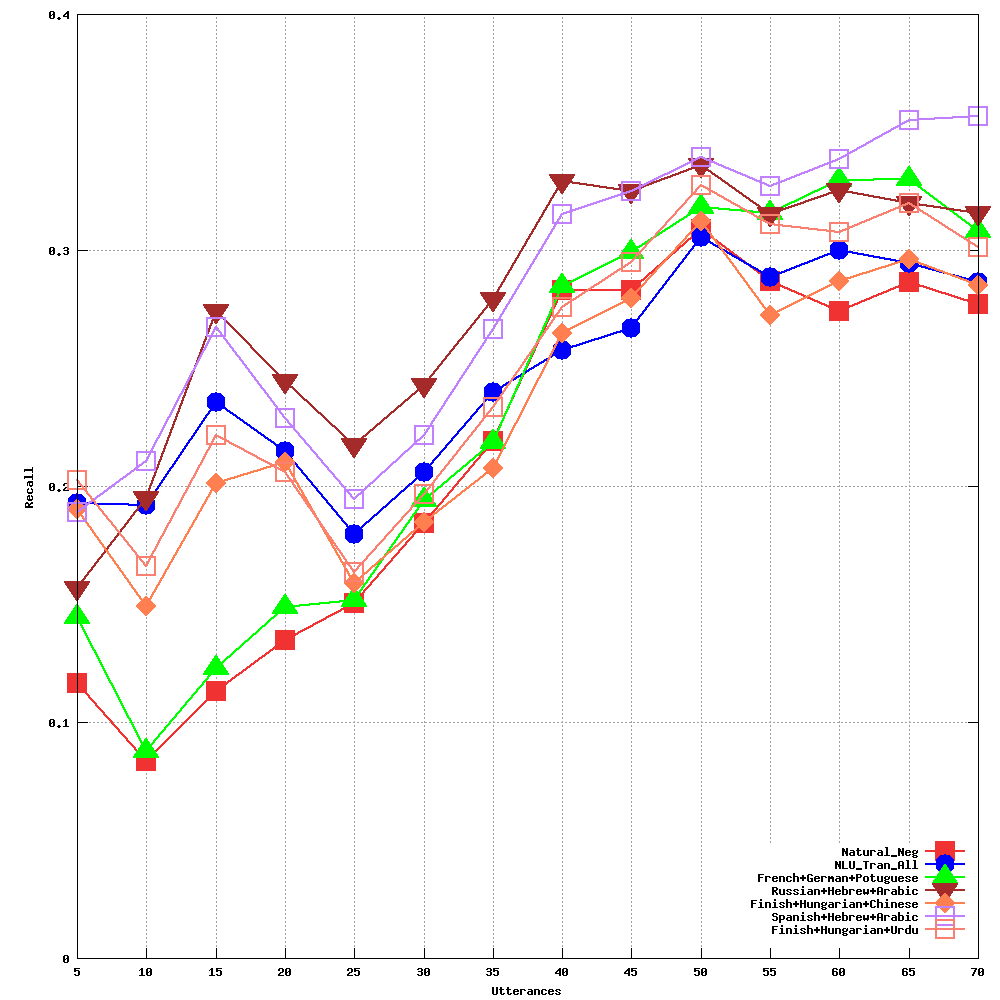 0.4
0.3
0.2
0.1
0
Recall
5 10 15 20 25 30 35 40 45 50 55 60 65 70
Utterances
Natural_Neg
NLU_Tran_All
French+German+Potuguese
Russian+Hebrew+Arabic
Finish+Hungarian+Chinese
Spanish+Hebrew+Arabic
Finish+Hungarian+Urdu